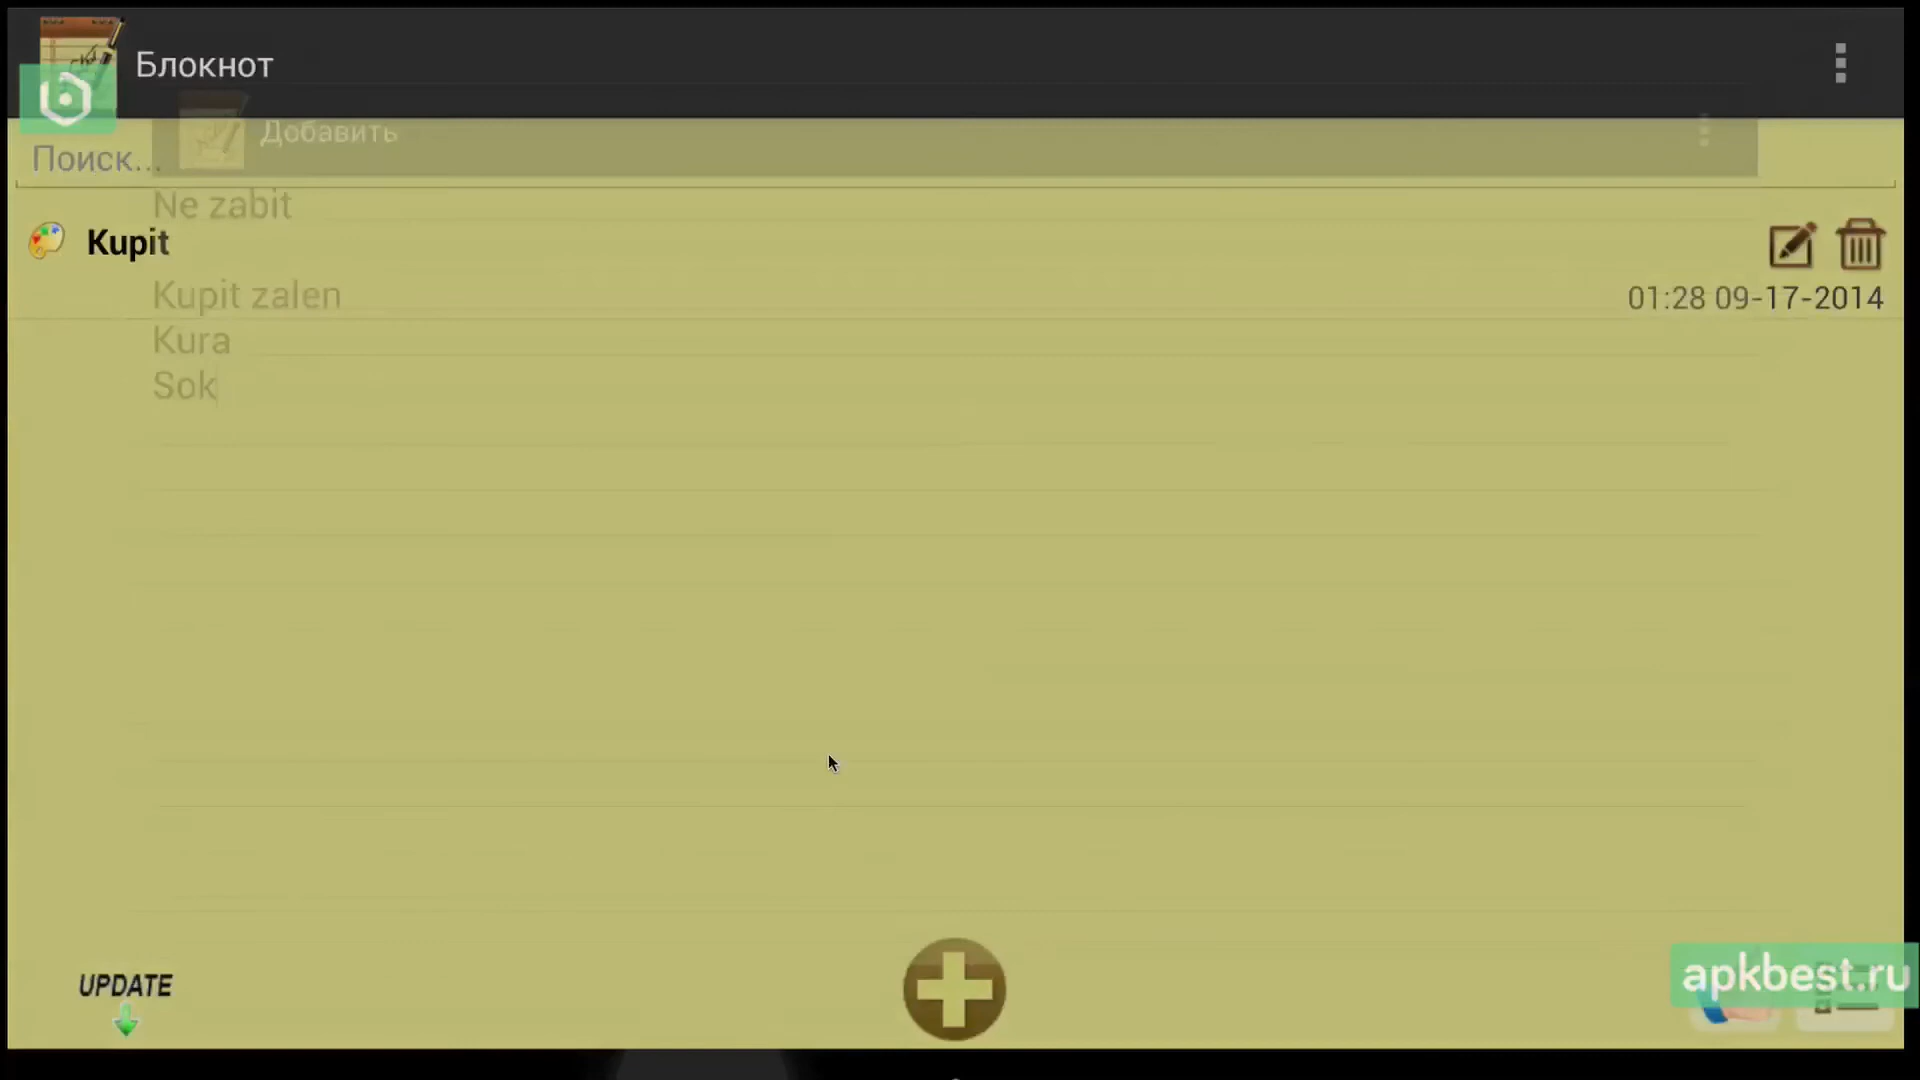 Блокнот
Добавить
Поиск...
Ne zabit
Kupit
Kupit zalen
01:28 09-17-2014
Kura
Sok
UPDATE
apkbest.ru